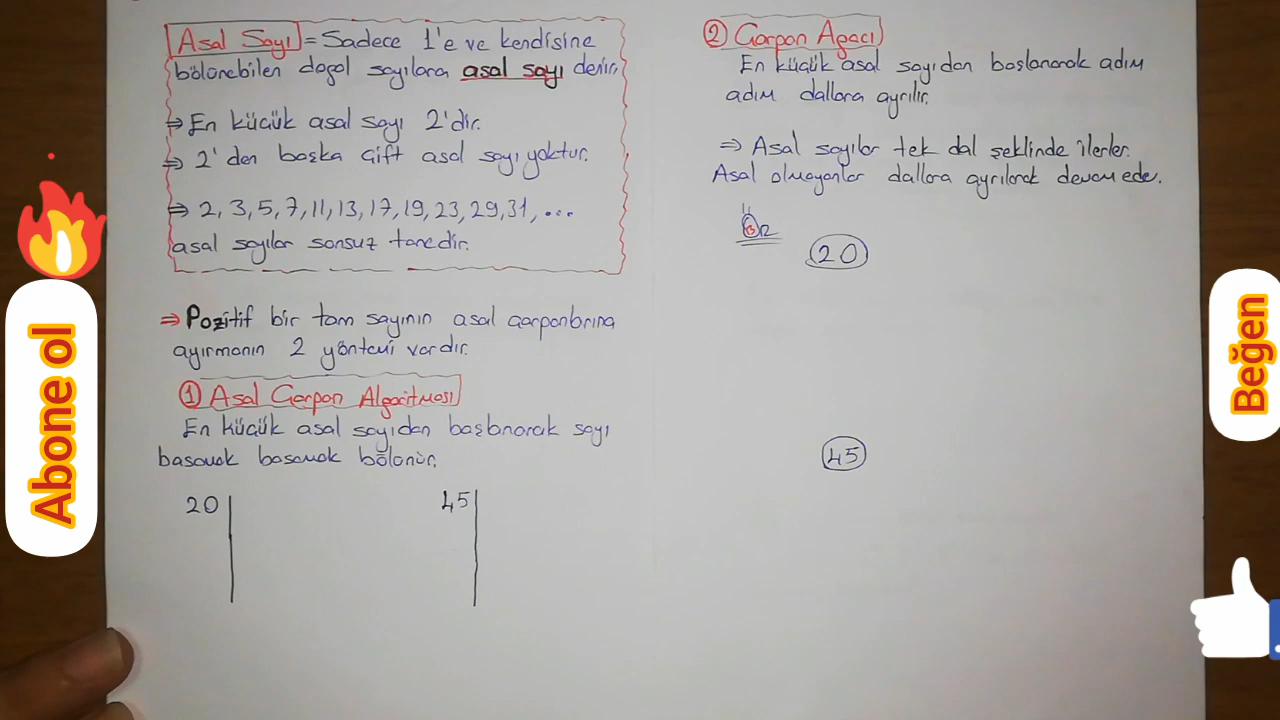 Asal Sayı = Sadece 1'e ve kendisine
bölünebilen doğal sayılara asal sayı denir.
⇒ En küçük asal sayı 2'dir.
⇒ 2'den başka çift asal sayı yoktur.
⇒ 2, 3, 5, 7, 11, 13, 17, 19, 23, 29, 31, ...
asal sayılar sonsuz tanedir.
⇒ Pozitif bir tam sayının asal çarpanlarına
ayırmanın 2 yöntemi vardır.
① Asal Çarpan Algoritması
En küçük asal sayıdan başlanarak sayı
basamak basamak bölünür.
20
45
② Çarpan Ağacı
En küçük asal sayıdan başlanarak adım
adım dallara ayrılır.
⇒ Asal sayılar tek dal şeklinde ilerler.
Asal olmayanlar dallara ayrılarak devam eder.
20
45
Abone ol
Beğen